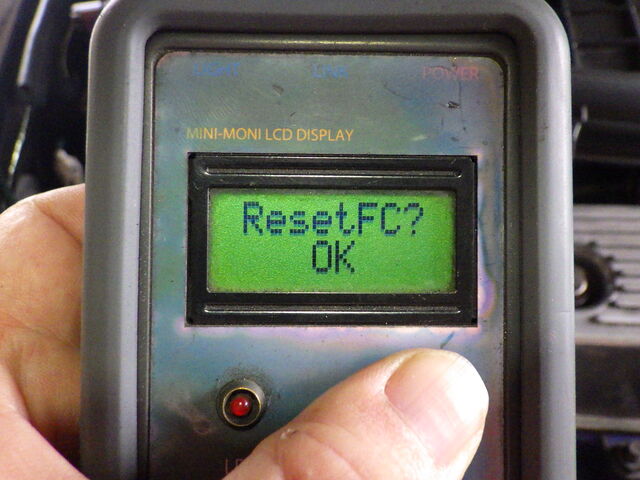 LIGHT LINK POWER
MINI-MONI LCD DISPLAY
ResetFC?
OK